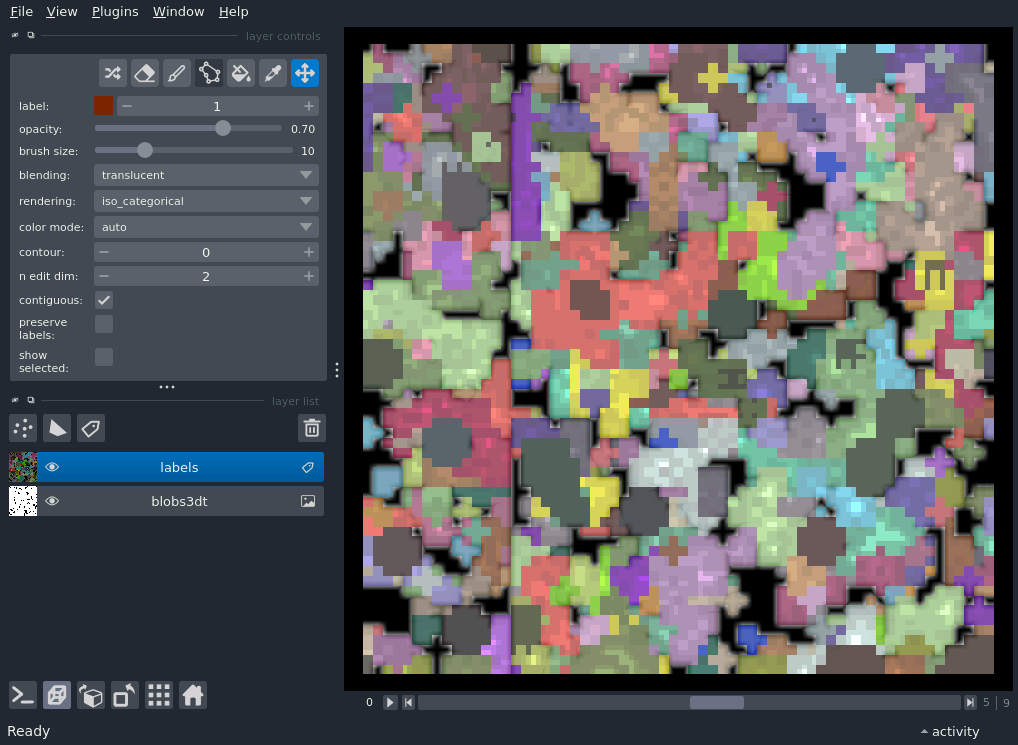 File View Plugins Window Help
layer controls
label: 1
opacity: 0.70
brush size: 10
blending: translucent
rendering: iso_categorical
color mode: auto
contour: 0
n edit dim: 2
contiguous:
preserve
labels:
show
selected:
layer list
labels
blobs3dt
0 5 9
Ready activity